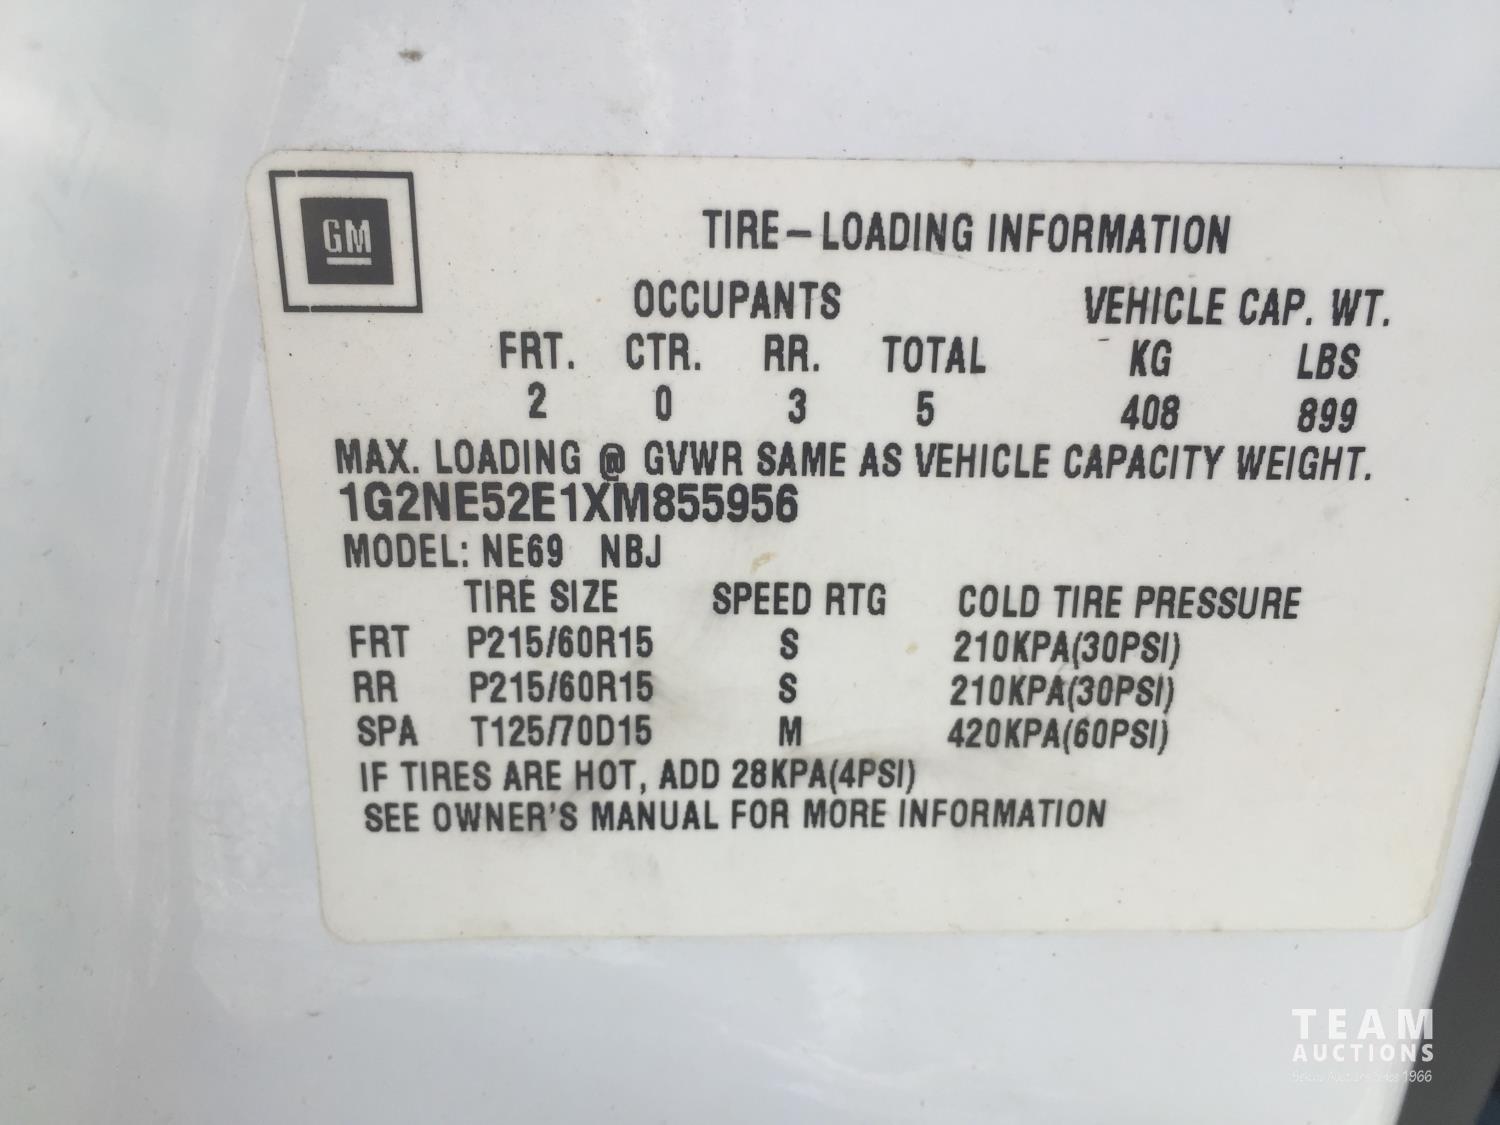 GM
TIRE-LOADING INFORMATION
OCCUPANTS VEHICLE CAP. WT.
FRT. CTR. RR. TOTAL KG LBS
2 0 3 5 408 899
MAX. LOADING @ GVWR SAME AS VEHICLE CAPACITY WEIGHT.
1G2NE52E1XM855956
MODEL: NE69 NBJ
TIRE SIZE SPEED RTG COLD TIRE PRESSURE
FRT P215/60R15 S 210KPA(30PSI)
RR P215/60R15 S 210KPA(30PSI)
SPA T125/70D15 M 420KPA(60PSI)
IF TIRES ARE HOT, ADD 28KPA(4PSI)
SEE OWNER'S MANUAL FOR MORE INFORMATION
TEAM
AUCTIONS
Since 1966